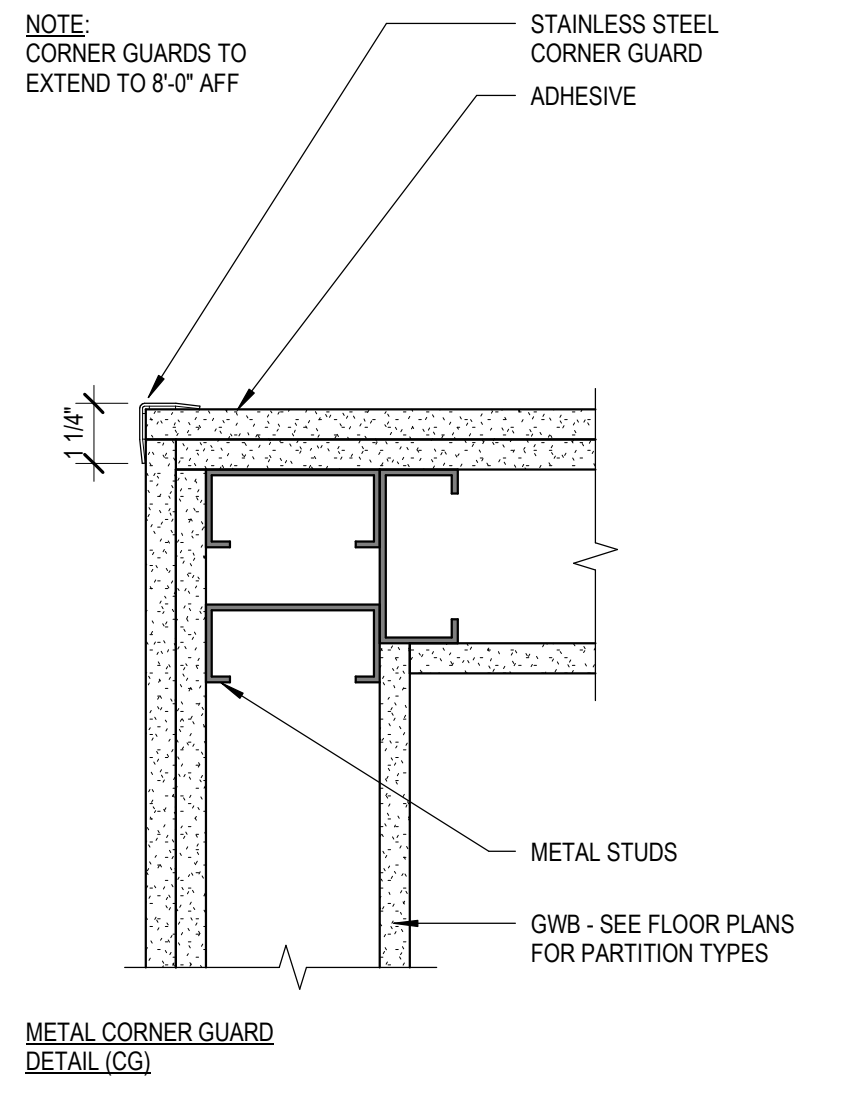 NOTE:
CORNER GUARDS TO
EXTEND TO 8'-0" AFF
STAINLESS STEEL
CORNER GUARD
ADHESIVE
1 1/4"
METAL STUDS
GWB - SEE FLOOR PLANS
FOR PARTITION TYPES
METAL CORNER GUARD
DETAIL (CG)